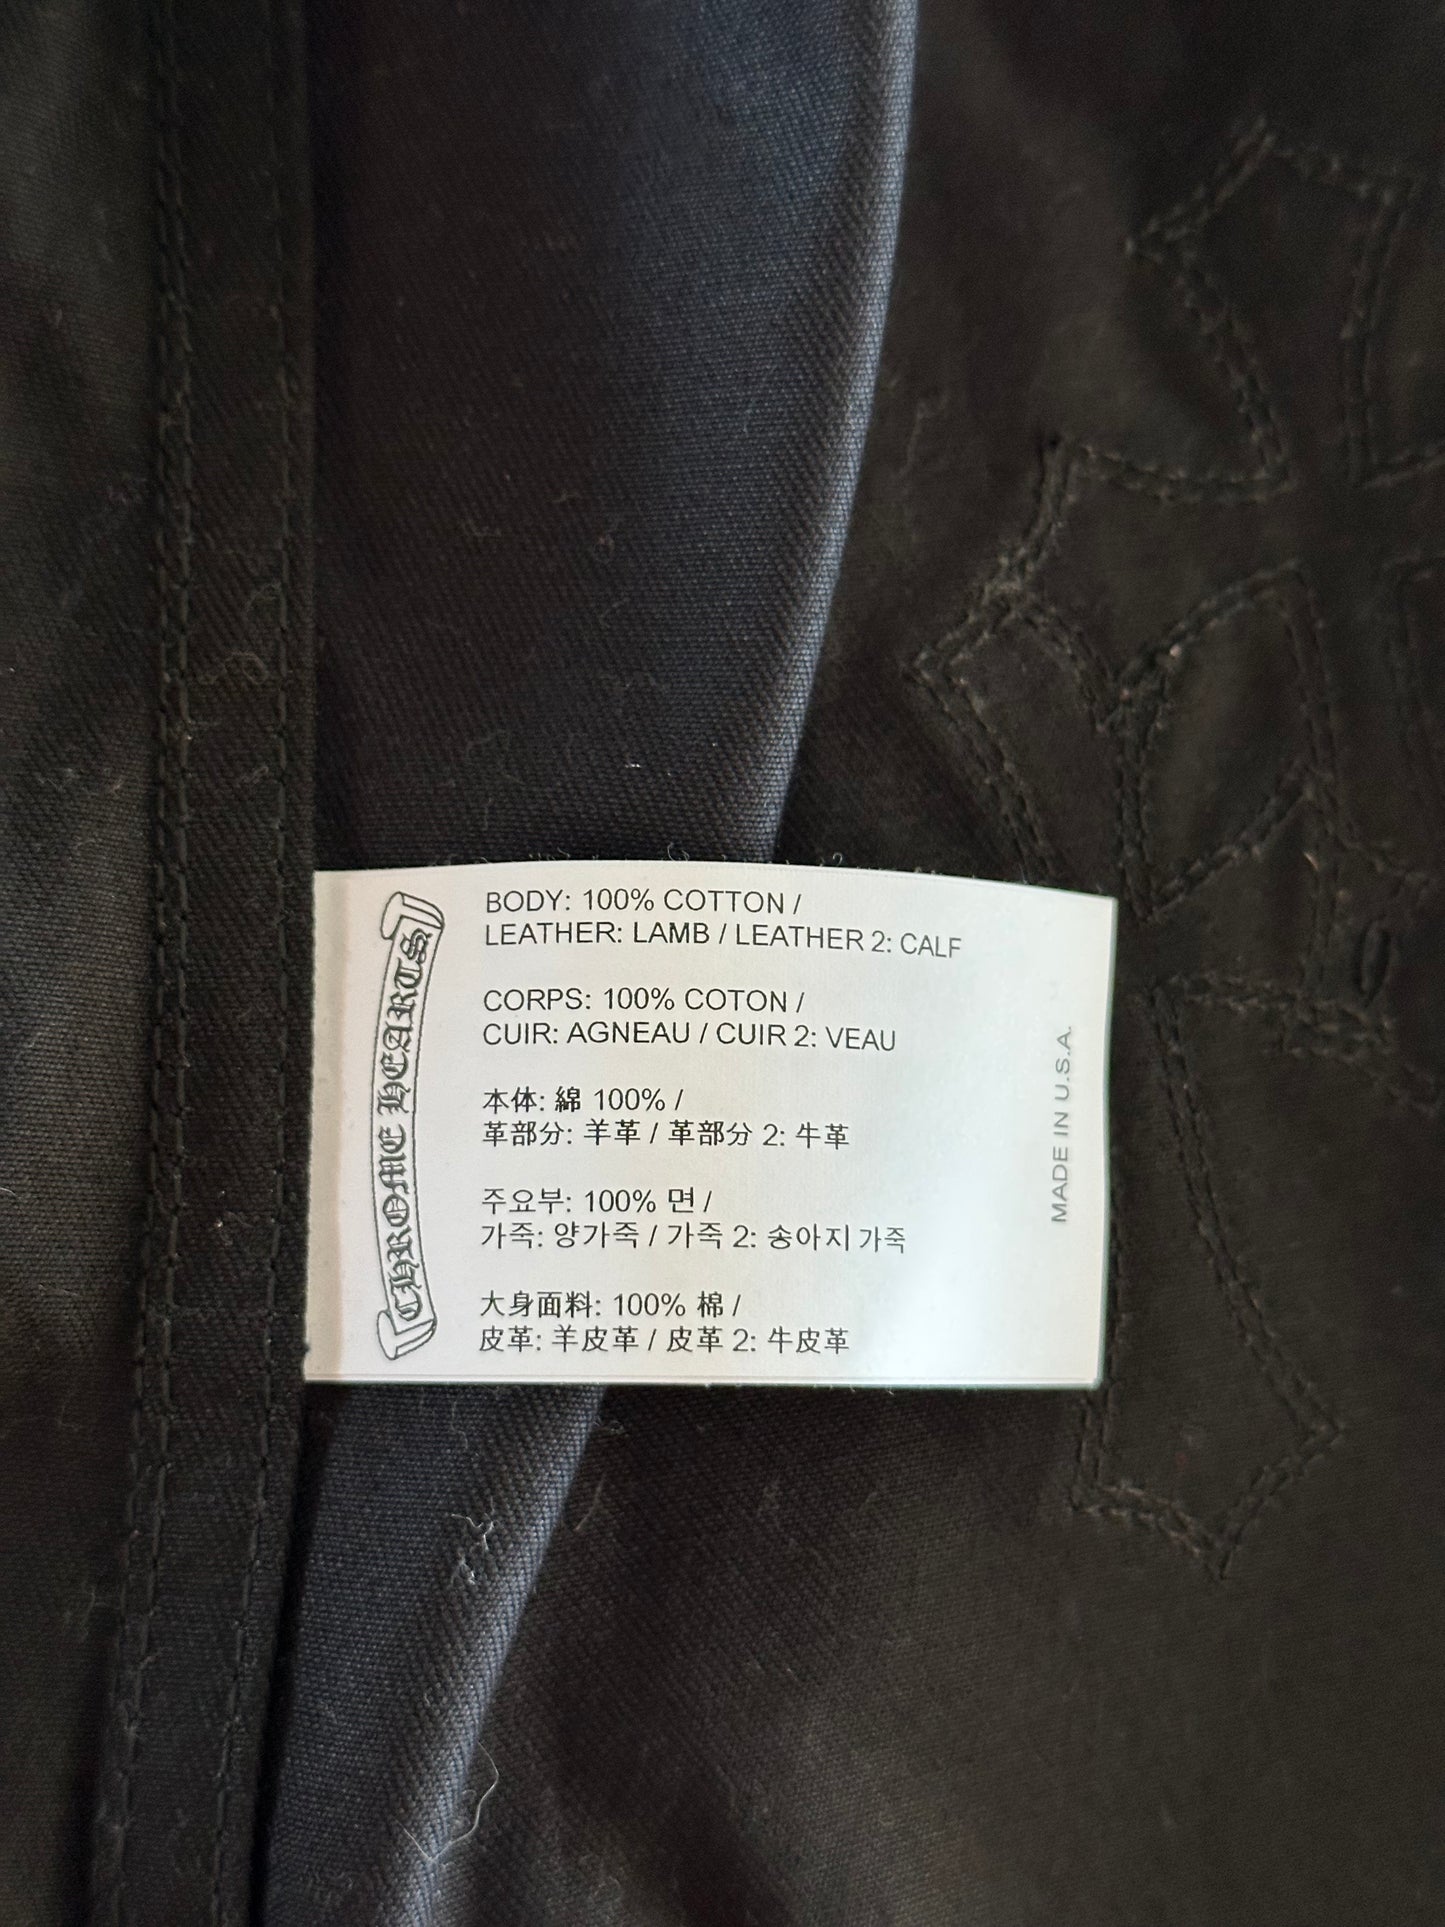 CHROME HEARTS
BODY: 100% COTTON /
LEATHER: LAMB / LEATHER 2: CALF
CORPS: 100% COTON /
CUIR: AGNEAU / CUIR 2: VEAU
本体: 綿 100% /
革部分: 羊革 / 革部分 2: 牛革
주요부: 100% 면 /
가죽: 양가죽 / 가죽 2: 송아지 가죽
大身面料: 100% 棉 /
皮革: 羊皮革 / 皮革 2: 牛皮革
MADE IN U.S.A.